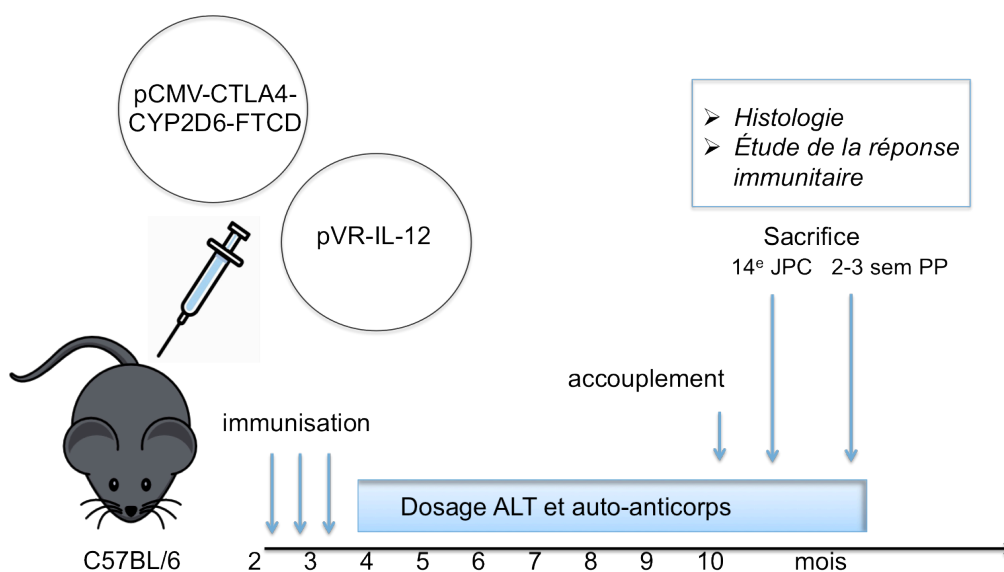 pCMV-CTLA4-
CYP2D6-FTCD
pVR-IL-12
➢ Histologie
➢ Étude de la réponse
immunitaire
Sacrifice
14ᵉ JPC 2-3 sem PP
accouplement
immunisation
Dosage ALT et auto-anticorps
C57BL/6 2 3 4 5 6 7 8 9 10 mois